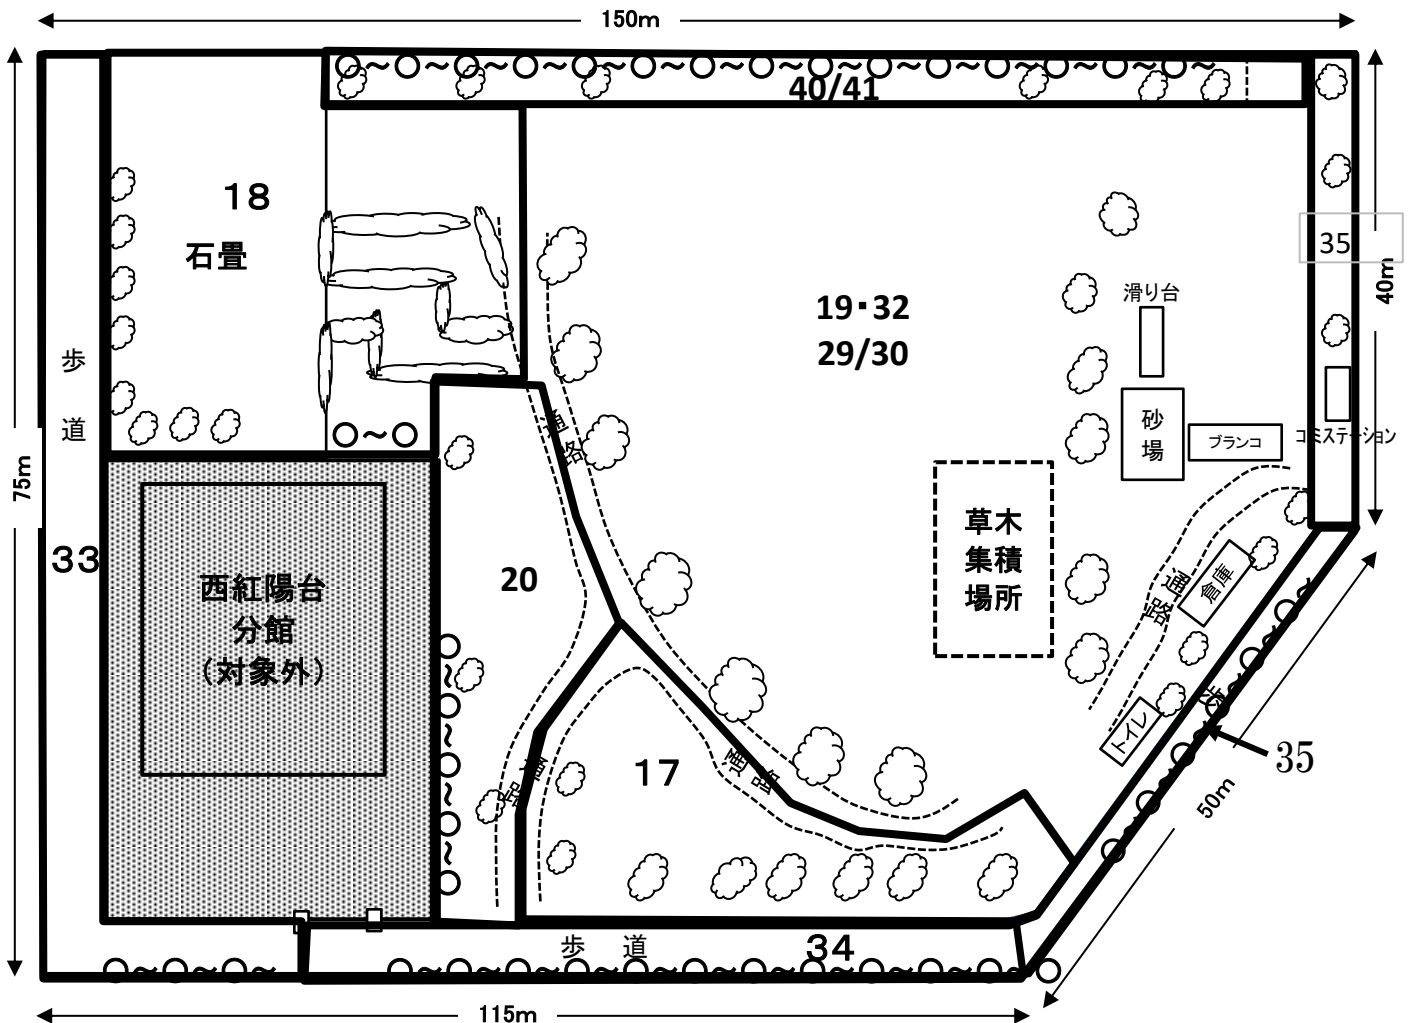 150m
40/41
18
石畳
35
40m
19・32
29/30
滑り台
砂
場
ブランコ
コミステーション
歩
道
通
路
75m
33
西紅陽台
分館
(対象外)
20
草木
集積
場所
通
路
倉庫
トイレ
歩
通
路
17
通
路
35
50m
歩 道
34
115m